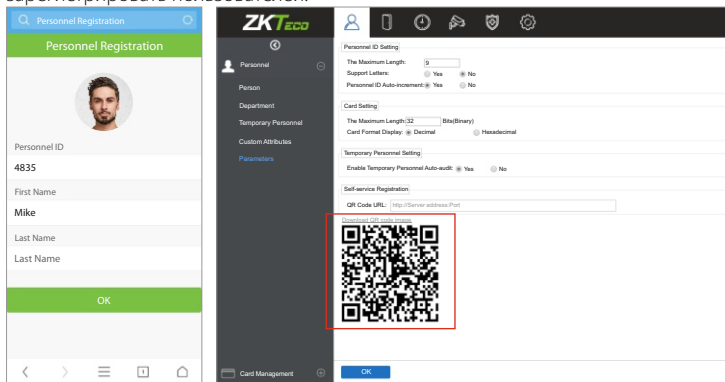 зарегистрировать пользователей.
Personnel Registration
Personnel Registration
Personnel ID
4835
First Name
Mike
Last Name
Last Name
OK
1
ZKTeco
Personnel
Person
Department
Temporary Personnel
Custom Attributes
Parameters
Card Management
Personnel ID Setting
The Maximum Length: 9
Support Letters: Yes No
Personnel ID Auto-increment: Yes No
Card Setting
The Maximum Length:32 Bits(Binary)
Card Format Display: Decimal Hexadecimal
Temporary Personnel Setting
Enable Temporary Personnel Auto-audit: Yes No
Self-service Registration
QR Code URL: http://Server address:Port
Download QR code image
OK